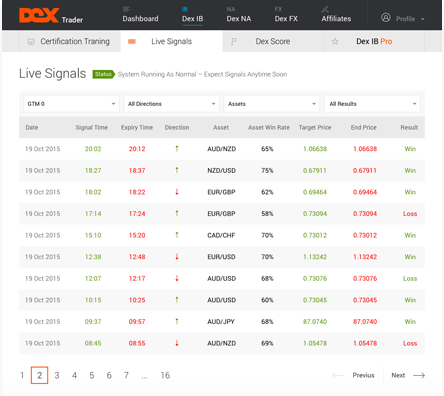 DEX Trader
Dashboard
IB
Dex IB
NA
Dex NA
FX
Dex FX
Affiliates
Profile
Certification Traning
Live Signals
Dex Score
Dex IB Pro
Live Signals Status System Running As Normal – Expect Signals Anytime Soon
GTM 0 All Directions Assets All Results
Date Signal Time Expiry Time Direction Asset Asset Win Rate Target Price End Price Result
19 Oct 2015 20:02 20:12 ↑ AUD/NZD 65% 1.06638 1.06638 Win
19 Oct 2015 18:27 18:37 ↑ NZD/USD 75% 0.67911 0.67911 Win
19 Oct 2015 18:02 18:22 ↓ EUR/GBP 62% 0.69464 0.69464 Win
19 Oct 2015 17:14 17:24 ↑ EUR/GBP 58% 0.73094 0.73094 Loss
19 Oct 2015 15:10 15:20 ↑ CAD/CHF 70% 0.73012 0.73012 Win
19 Oct 2015 12:38 12:48 ↓ EUR/USD 70% 1.13242 1.13242 Win
19 Oct 2015 12:07 12:17 ↓ AUD/USD 68% 0.73076 0.73076 Loss
19 Oct 2015 10:15 10:25 ↑ AUD/USD 60% 0.73045 0.73045 Win
19 Oct 2015 09:37 09:57 ↑ AUD/JPY 68% 87.0740 87.0740 Win
19 Oct 2015 08:45 08:55 ↓ AUD/NZD 69% 1.05478 1.05478 Loss
1 2 3 4 5 6 7 ... 16 ← Previus Next →